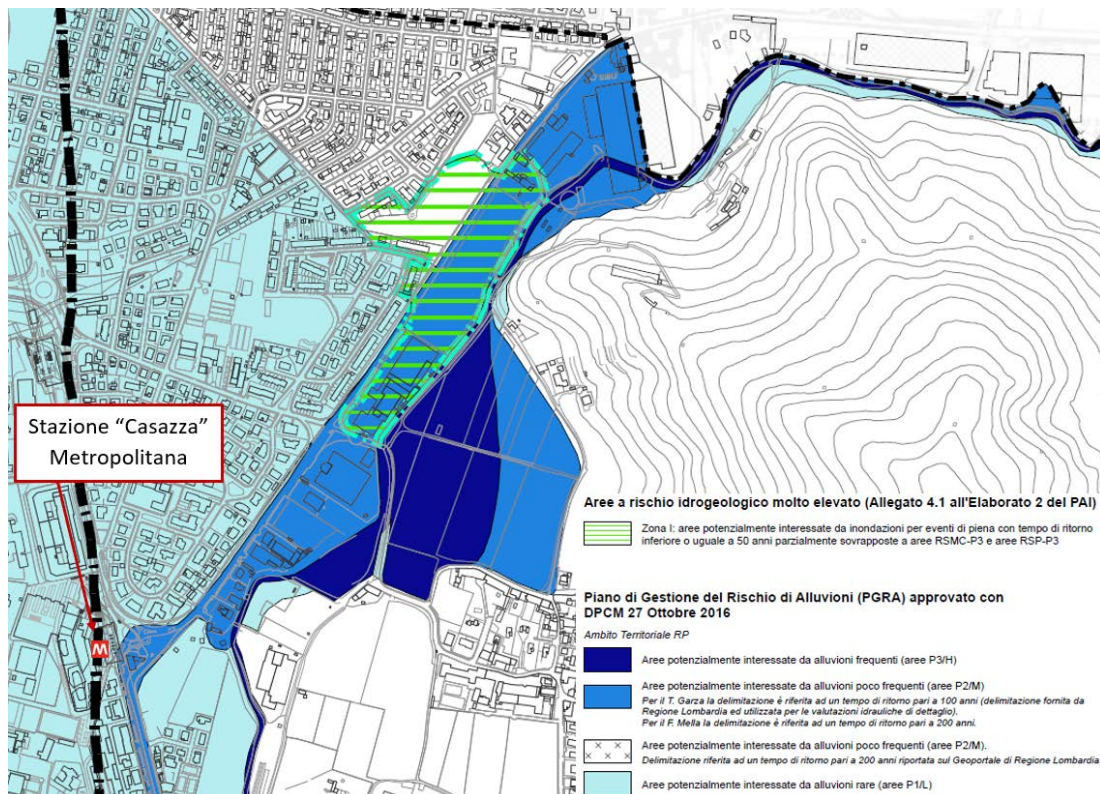 Stazione “Casazza”
Metropolitana
M
Aree a rischio idrogeologico molto elevato (Allegato 4.1 all'Elaborato 2 del PAI)
Zona I: aree potenzialmente interessate da inondazioni per eventi di piena con tempo di ritorno
inferiore o uguale a 50 anni parzialmente sovrapposte a aree RSMC-P3 e aree RSP-P3
Piano di Gestione del Rischio di Alluvioni (PGRA) approvato con
DPCM 27 Ottobre 2016
Ambito Territoriale RP
Aree potenzialmente interessate da alluvioni frequenti (aree P3/H)
Aree potenzialmente interessate da alluvioni poco frequenti (aree P2/M)
Per il T. Garza la delimitazione è riferita ad un tempo di ritorno pari a 100 anni (delimitazione fornita da
Regione Lombardia ed utilizzata per le valutazioni idrauliche di dettaglio).
Per il F. Mella la delimitazione è riferita ad un tempo di ritorno pari a 200 anni.
Aree potenzialmente interessate da alluvioni poco frequenti (aree P2/M).
Delimitazione riferita ad un tempo di ritorno pari a 200 anni riportata sul Geoportale di Regione Lombardia
Aree potenzialmente interessate da alluvioni rare (aree P1/L)